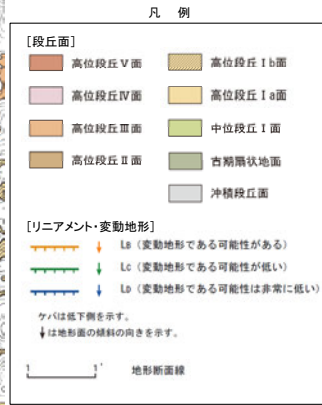 凡 例
[段丘面]
高位段丘Ⅴ面
高位段丘Ⅰb面
高位段丘Ⅳ面
高位段丘Ⅰa面
高位段丘Ⅲ面
中位段丘Ⅰ面
高位段丘Ⅱ面
古期扇状地面
沖積段丘面
[リニアメント・変動地形]
LB (変動地形である可能性がある)
LC (変動地形である可能性が低い)
LD (変動地形である可能性は非常に低い)
ケバは低下側を示す。
↓は地形面の傾斜の向きを示す。
1 1' 地形断面線